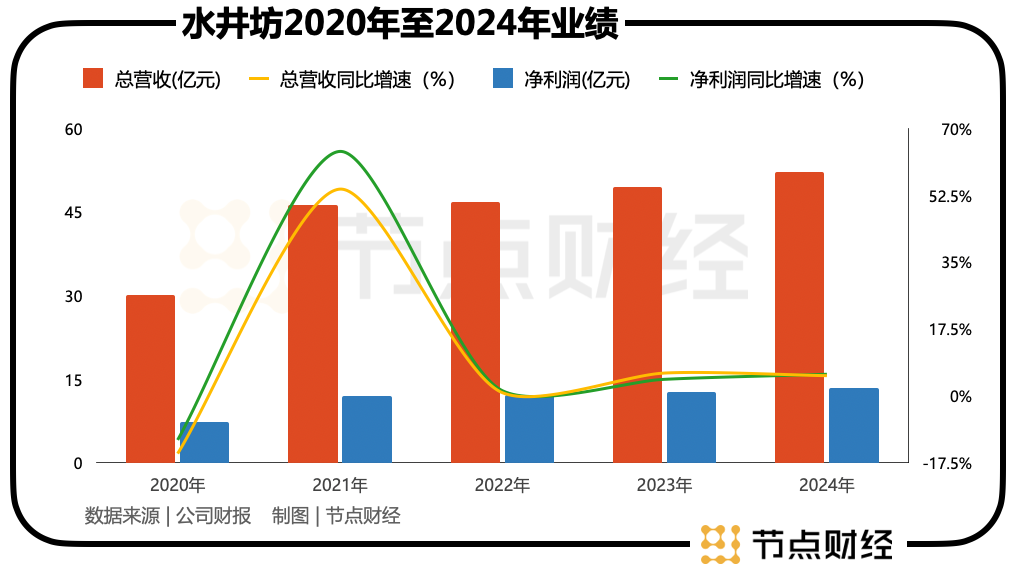 水井坊2020年至2024年业绩
总营收(亿元) 总营收同比增速（%） 净利润(亿元) 净利润同比增速（%）
60 70%
52.5%
45
35%
30
17.5%
15
0%
0 -17.5%
节点财经
2020年 2021年 2022年 2023年 2024年
数据来源 | 公司财报 制图 | 节点财经
节点财经